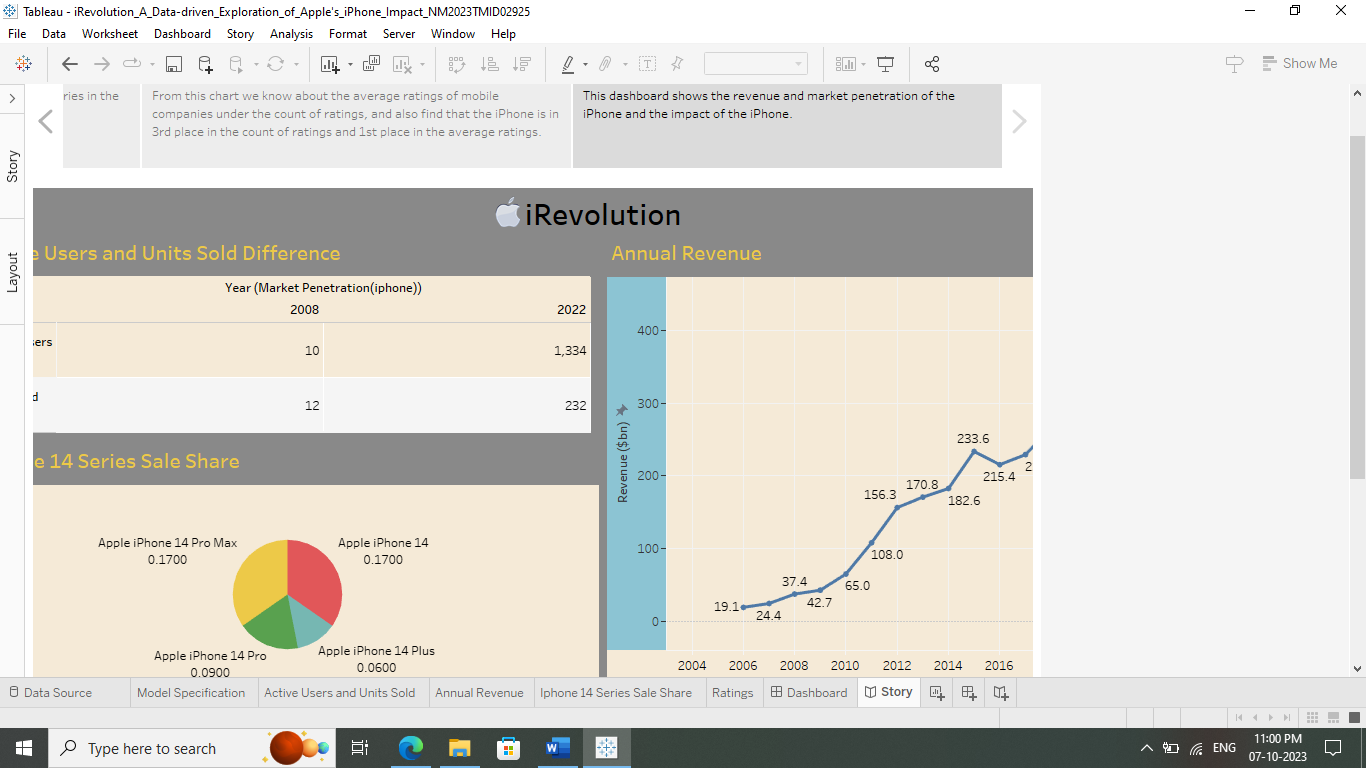 Tableau - iRevolution_A_Data-driven_Exploration_of_Apple's_iPhone_Impact_NM2023TMID02925
File Data Worksheet Dashboard Story Analysis Format Server Window Help
Show Me
Story
Layout
ries in the
From this chart we know about the average ratings of mobile
companies under the count of ratings, and also find that the iPhone is in
3rd place in the count of ratings and 1st place in the average ratings.
This dashboard shows the revenue and market penetration of the
iPhone and the impact of the iPhone.
iRevolution
e Users and Units Sold Difference
Year (Market Penetration(iphone))
2008 2022
sers 10 1,334
d 12 232
e 14 Series Sale Share
Apple iPhone 14 Pro Max
0.1700
Apple iPhone 14
0.1700
Apple iPhone 14 Pro
0.0900
Apple iPhone 14 Plus
0.0600
Annual Revenue
Revenue ($bn)
400
300
200
100
0
19.1
24.4
37.4
42.7
65.0
108.0
156.3
170.8
182.6
233.6
215.4
2
2004 2006 2008 2010 2012 2014 2016
Data Source Model Specification Active Users and Units Sold Annual Revenue Iphone 14 Series Sale Share Ratings Dashboard Story
Type here to search
W
ENG
11:00 PM
07-10-2023